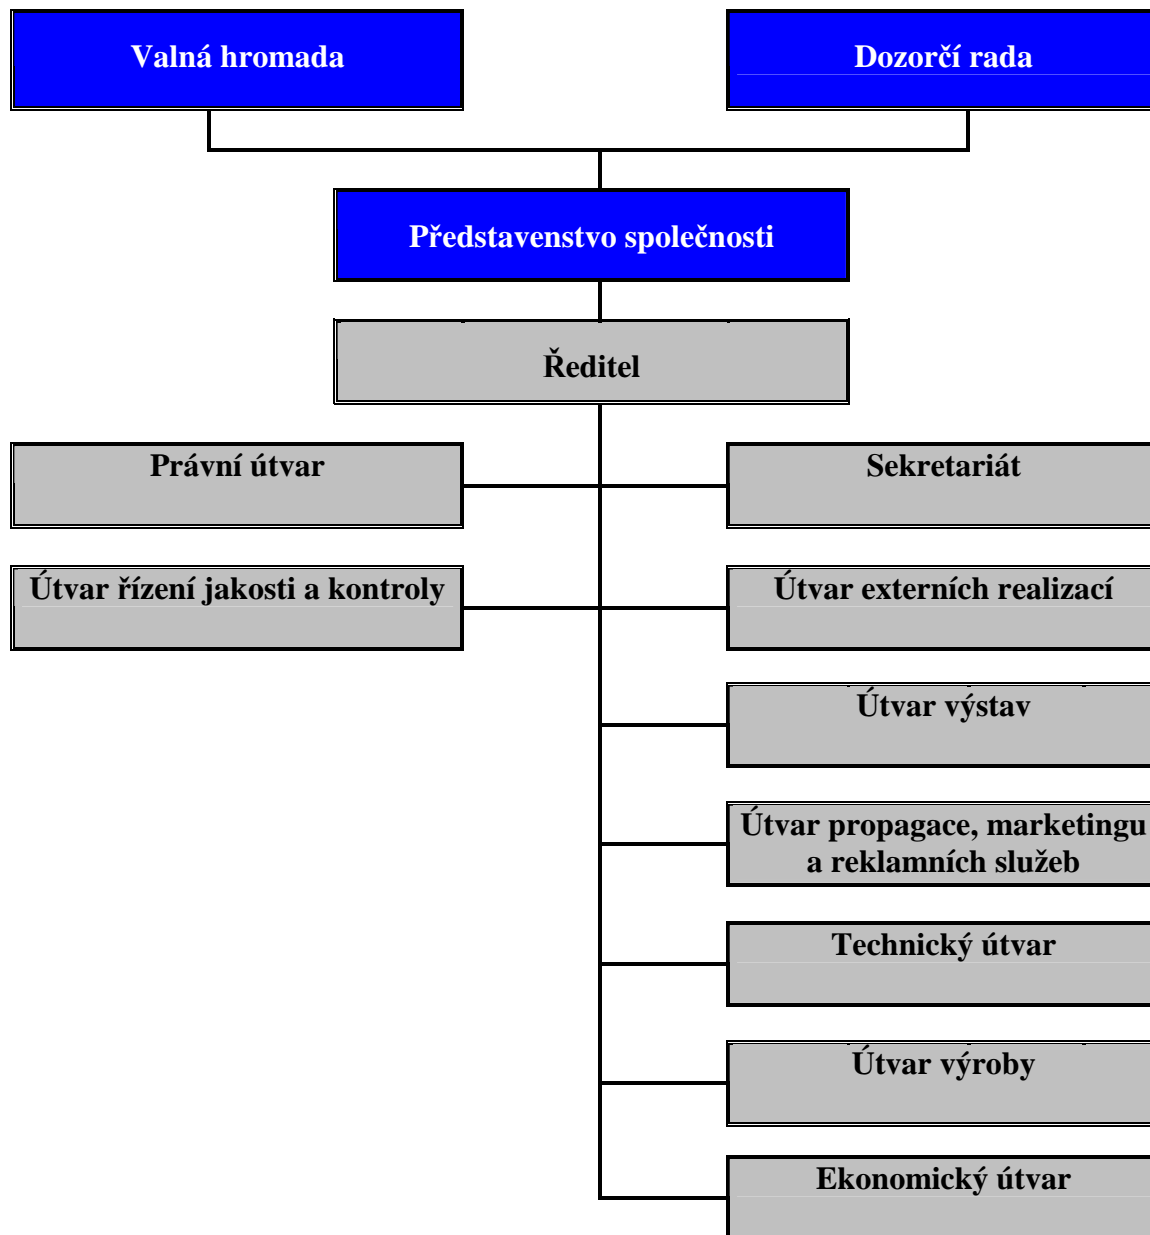 Valná hromada
Dozorčí rada
Představenstvo společnosti
Ředitel
Právní útvar
Sekretariát
Útvar řízení jakosti a kontroly
Útvar externích realizací
Útvar výstav
Útvar propagace, marketingu
a reklamních služeb
Technický útvar
Útvar výroby
Ekonomický útvar